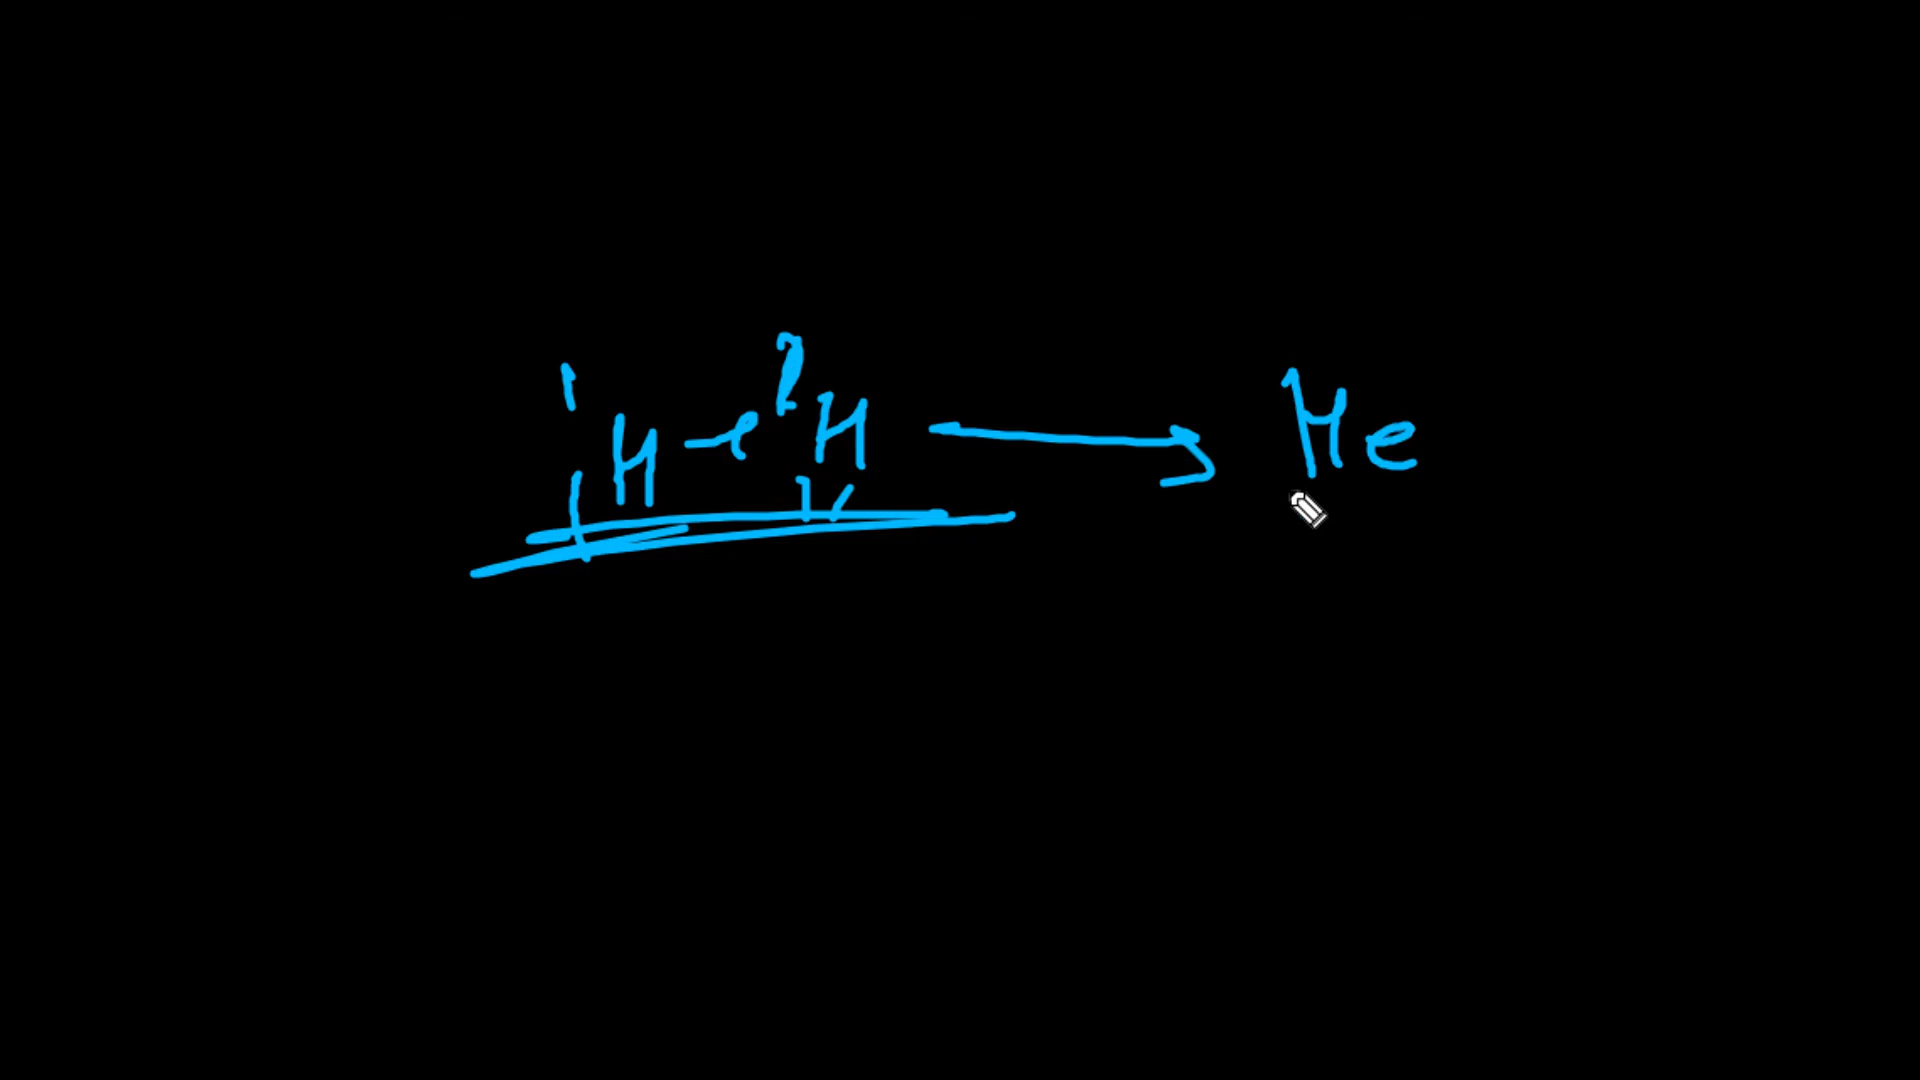 ¹H - e ²H → He